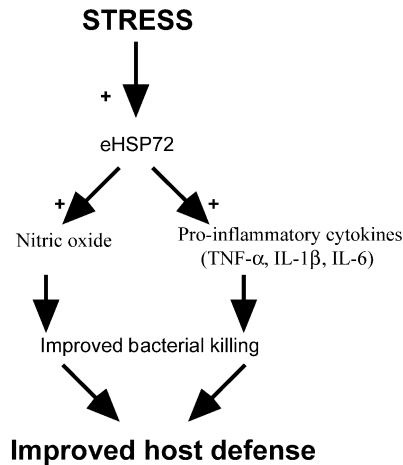 STRESS
+
eHSP72
+ +
Nitric oxide
Pro-inflammatory cytokines
(TNF-α, IL-1β, IL-6)
Improved bacterial killing
Improved host defense